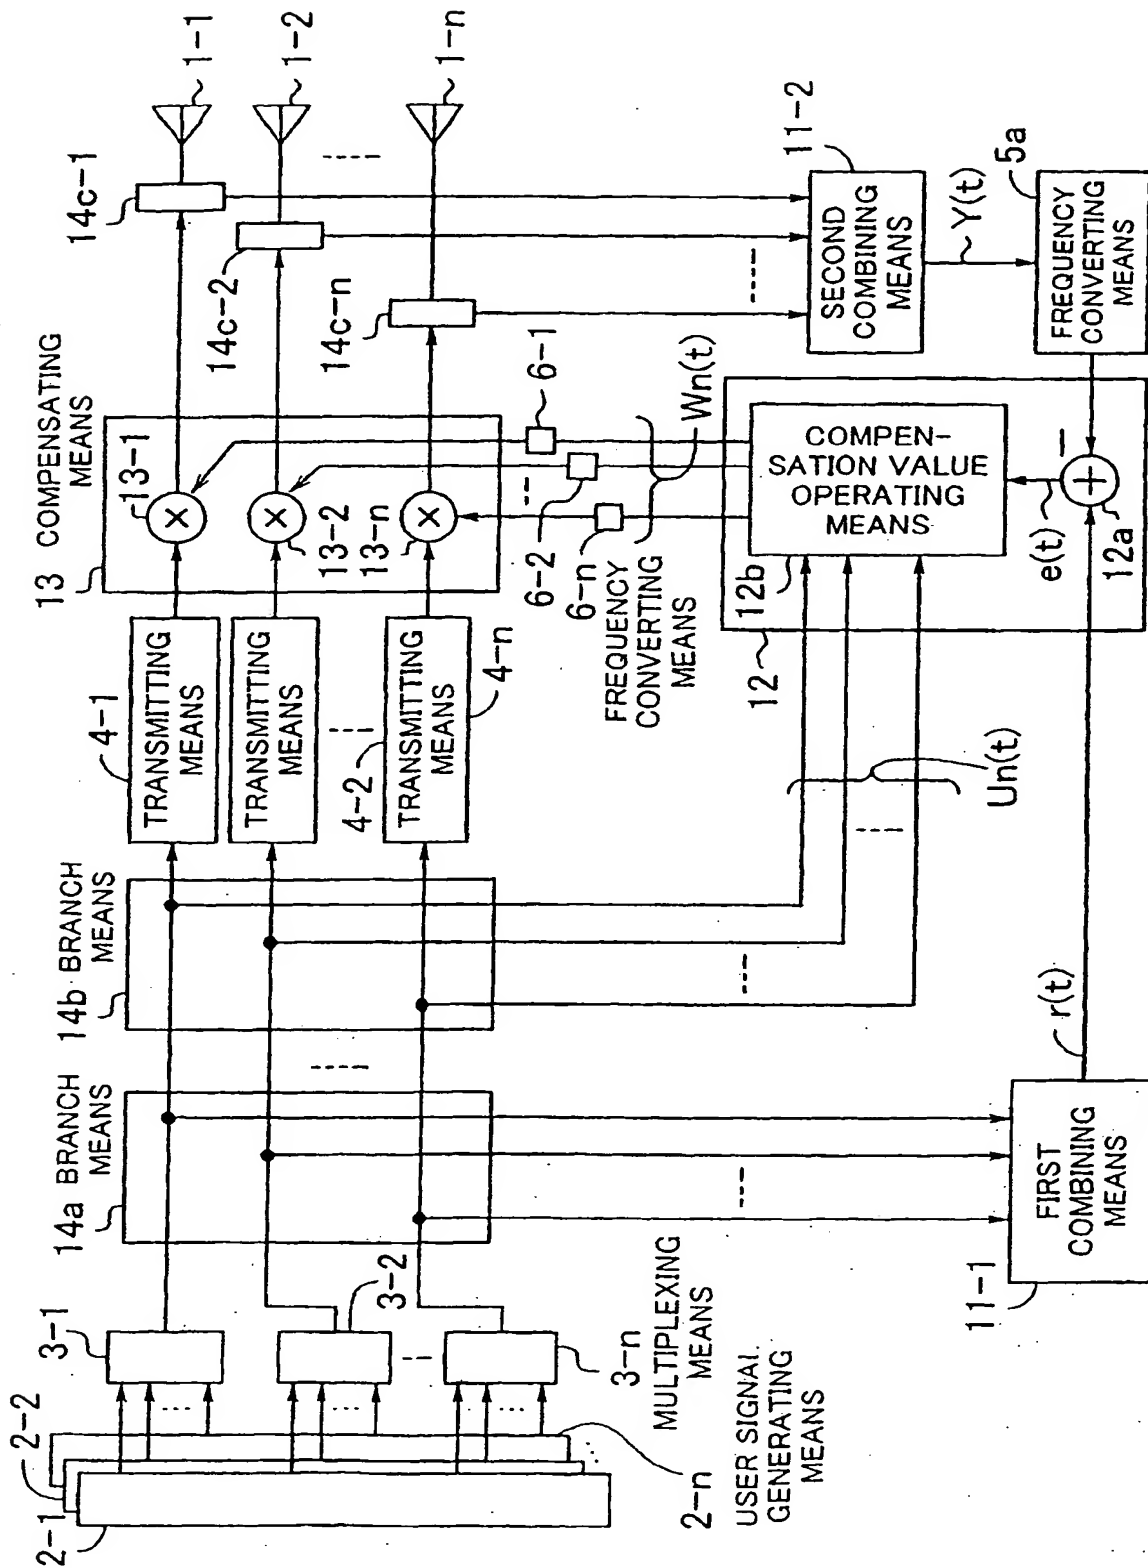 2-1
2-2
2-n
USER SIGNAL
GENERATING
MEANS
3-1
3-2
3-n
MULTIPLEXING
MEANS
14a BRANCH
MEANS
14b BRANCH
MEANS
4-1
TRANSMITTING
MEANS
TRANSMITTING
MEANS
4-2
TRANSMITTING
MEANS
4-n
13 COMPENSATING
MEANS
13-1
13-2
13-n
14c-1
14c-2
14c-n
1-1
1-2
1-n
6-1
6-2
6-n
FREQUENCY
CONVERTING
MEANS
Wn(t)
11-2
SECOND
COMBINING
MEANS
Y(t)
5a
FREQUENCY
CONVERTING
MEANS
COMPEN-
SATION VALUE
OPERATING
MEANS
12b
12
e(t)
−
+
12a
Un(t)
r(t)
FIRST
COMBINING
MEANS
11-1